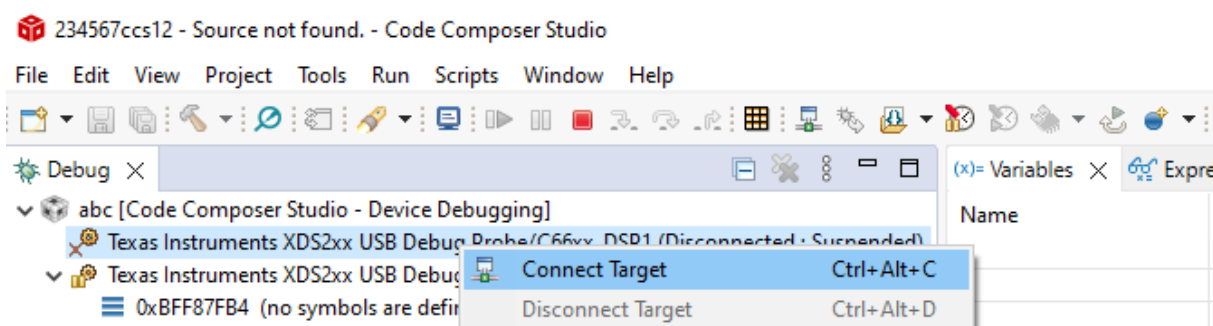 234567ccs12 - Source not found. - Code Composer Studio
File Edit View Project Tools Run Scripts Window Help
Debug
(x)= Variables
Expre
abc [Code Composer Studio - Device Debugging]
Name
Texas Instruments XDS2xx USB Debug Probe/C66xx_DSP1 (Disconnected : Suspended)
Connect Target Ctrl+Alt+C
Texas Instruments XDS2xx USB Debug
0xBFF87FB4 (no symbols are defin
Disconnect Target Ctrl+Alt+D